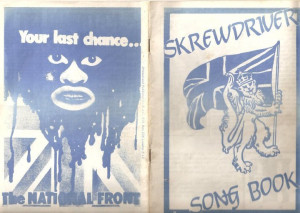 Your last chance...
The NATIONAL FRONT
SKREWDRIVER
SONG BOOK